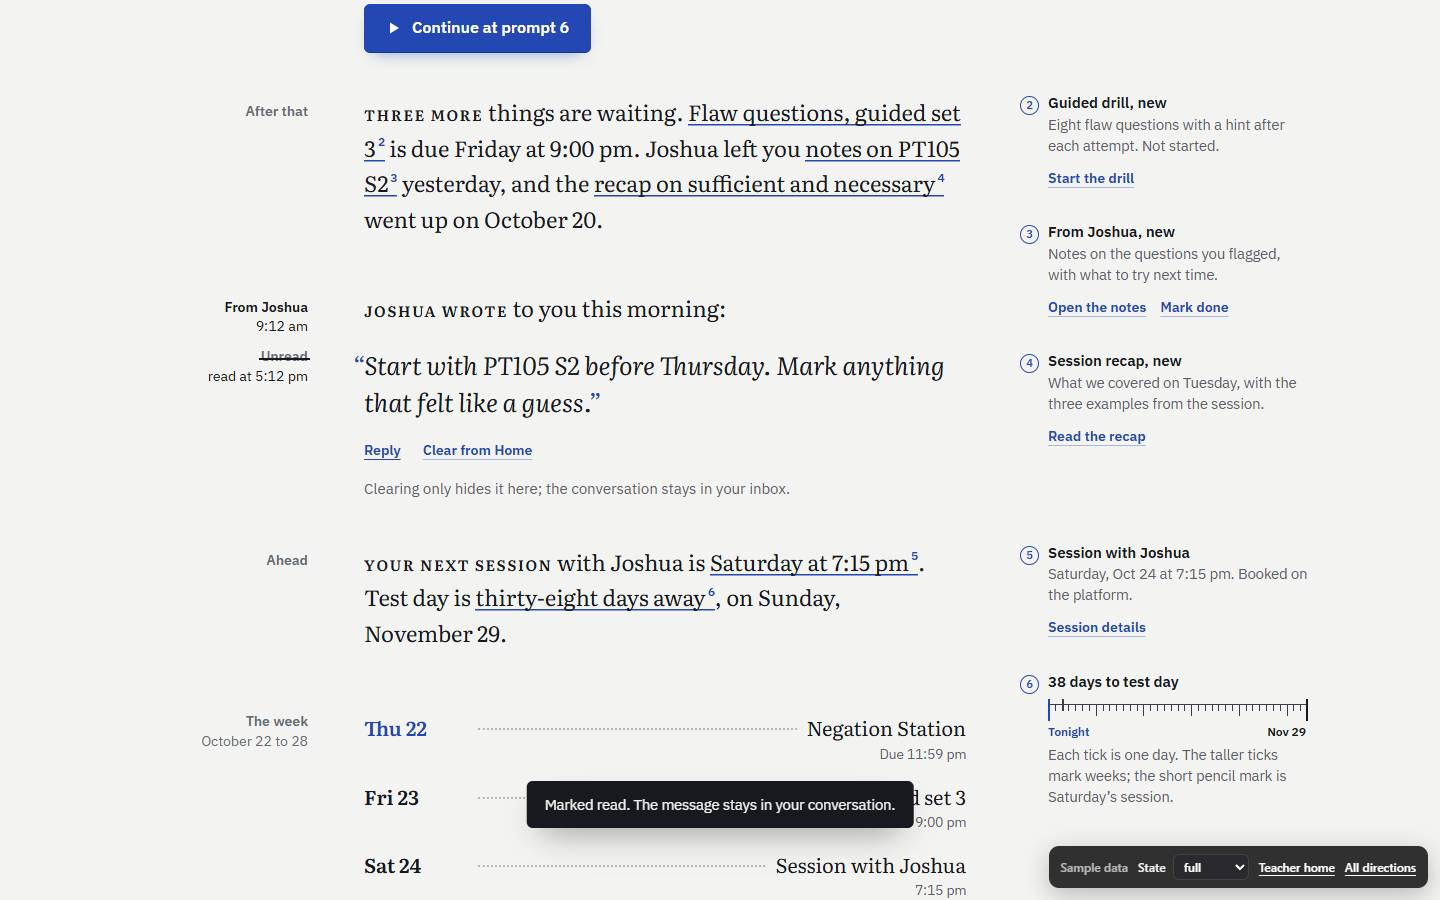 Continue at prompt 6
After that
THREE MORE things are waiting. Flaw questions, guided set
3² is due Friday at 9:00 pm. Joshua left you notes on PT105
S2³ yesterday, and the recap on sufficient and necessary⁴
went up on October 20.
2 Guided drill, new
Eight flaw questions with a hint after
each attempt. Not started.
Start the drill
3 From Joshua, new
Notes on the questions you flagged,
with what to try next time.
Open the notes Mark done
4 Session recap, new
What we covered on Tuesday, with the
three examples from the session.
Read the recap
From Joshua
9:12 am
Unread
read at 5:12 pm
JOSHUA WROTE to you this morning:
“Start with PT105 S2 before Thursday. Mark anything
that felt like a guess.”
Reply Clear from Home
Clearing only hides it here; the conversation stays in your inbox.
Ahead
YOUR NEXT SESSION with Joshua is Saturday at 7:15 pm⁵.
Test day is thirty-eight days away⁶, on Sunday,
November 29.
5 Session with Joshua
Saturday, Oct 24 at 7:15 pm. Booked on
the platform.
Session details
6 38 days to test day
Tonight Nov 29
Each tick is one day. The taller ticks
mark weeks; the short pencil mark is
Saturday’s session.
The week
October 22 to 28
Thu 22 Negation Station
Due 11:59 pm
Fri 23 set 3
9:00 pm
Marked read. The message stays in your conversation.
Sat 24 Session with Joshua
7:15 pm
Sample data State full Teacher home All directions